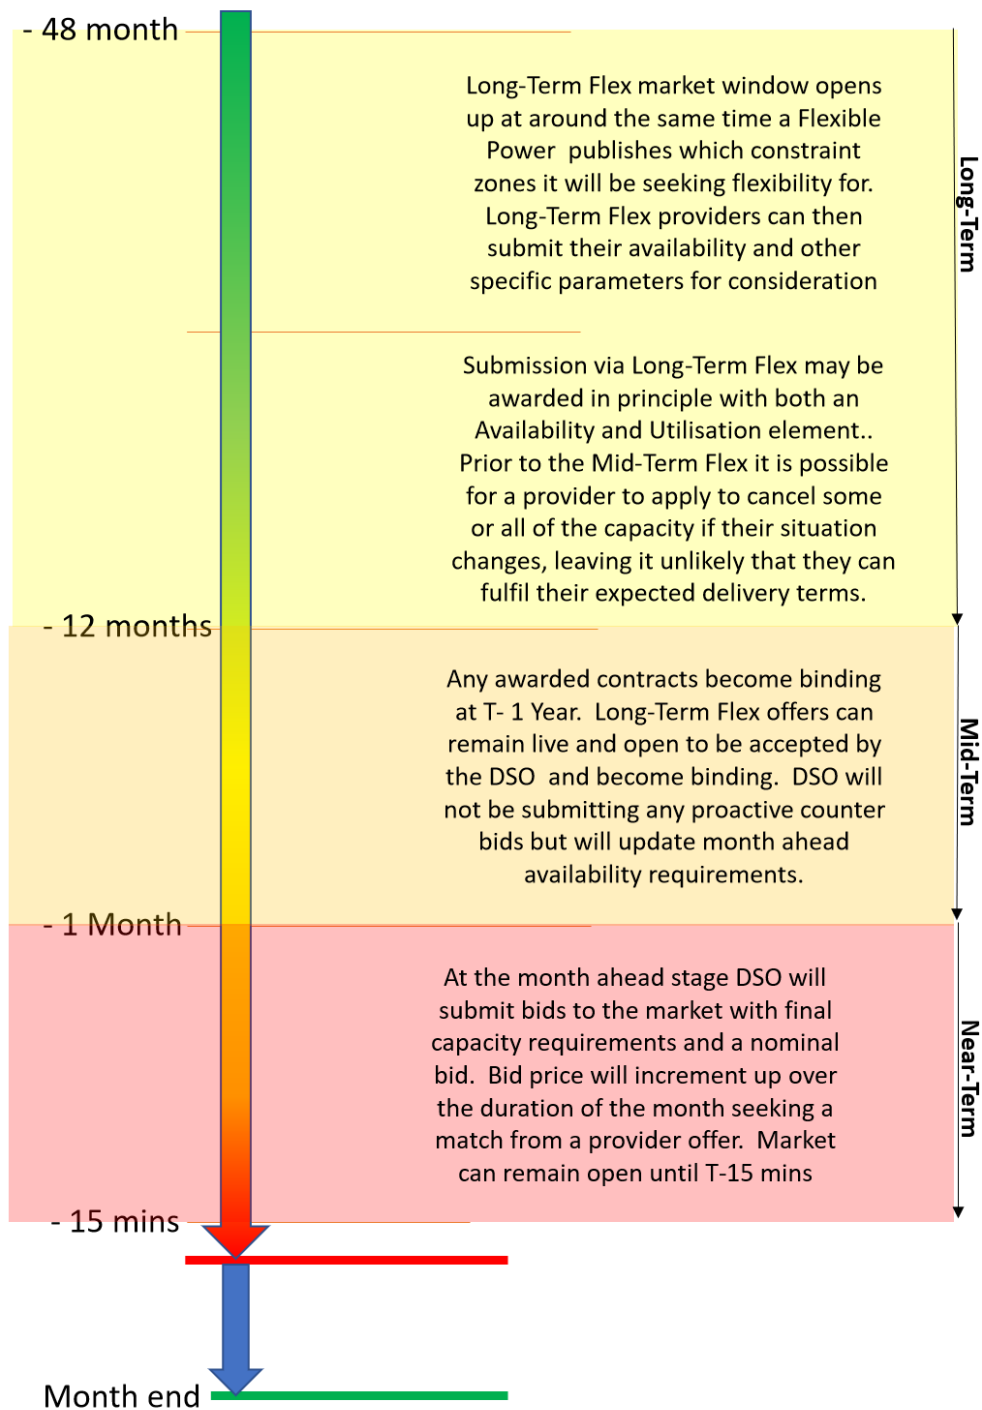 - 48 month
Long-Term Flex market window opens
up at around the same time a Flexible
Power  publishes which constraint
zones it will be seeking flexibility for.
Long-Term Flex providers can then
submit their availability and other
specific parameters for consideration
Long-Term
Submission via Long-Term Flex may be
awarded in principle with both an
Availability and Utilisation element..
Prior to the Mid-Term Flex it is possible
for a provider to apply to cancel some
or all of the capacity if their situation
changes, leaving it unlikely that they can
fulfil their expected delivery terms.
- 12 months
Any awarded contracts become binding
at T- 1 Year.  Long-Term Flex offers can
remain live and open to be accepted by
the DSO  and become binding.  DSO will
not be submitting any proactive counter
bids but will update month ahead
availability requirements.
Mid-Term
- 1 Month
At the month ahead stage DSO will
submit bids to the market with final
capacity requirements and a nominal
bid.  Bid price will increment up over
the duration of the month seeking a
match from a provider offer.  Market
can remain open until T-15 mins
Near-Term
- 15 mins
Month end